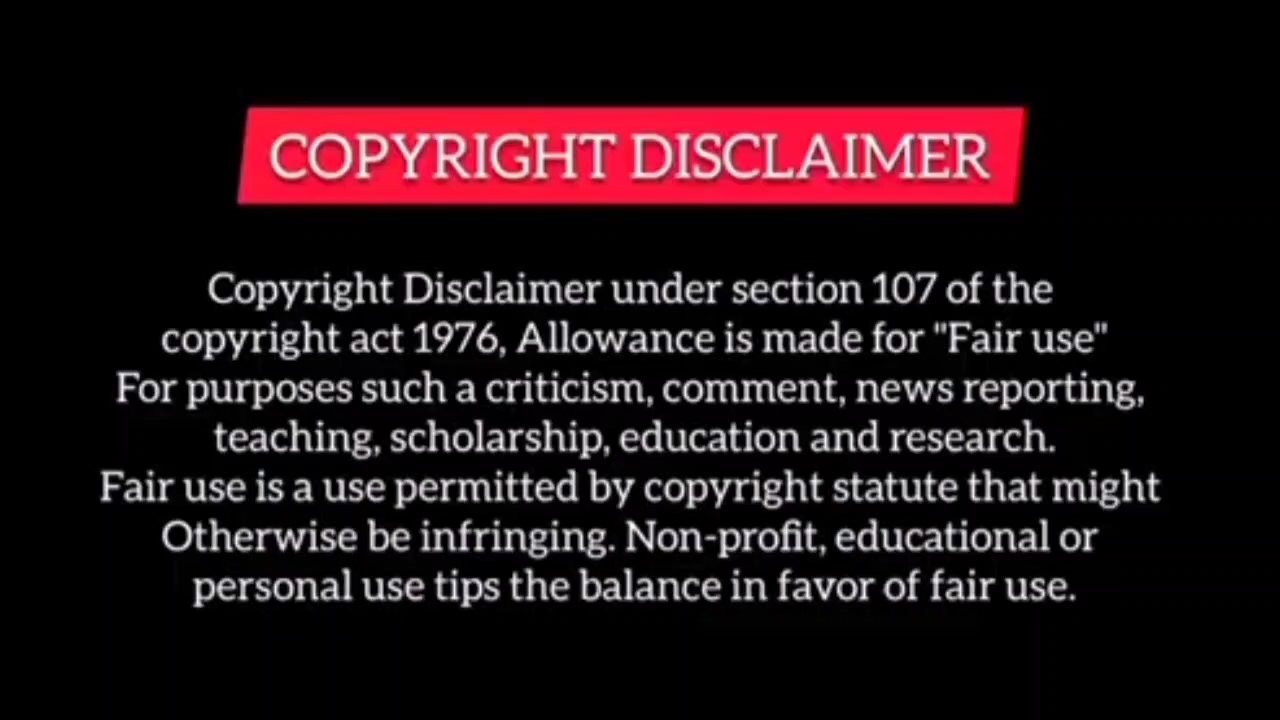 COPYRIGHT DISCLAIMER
Copyright Disclaimer under section 107 of the
copyright act 1976, Allowance is made for "Fair use"
For purposes such a criticism, comment, news reporting,
teaching, scholarship, education and research.
Fair use is a use permitted by copyright statute that might
Otherwise be infringing. Non-profit, educational or
personal use tips the balance in favor of fair use.